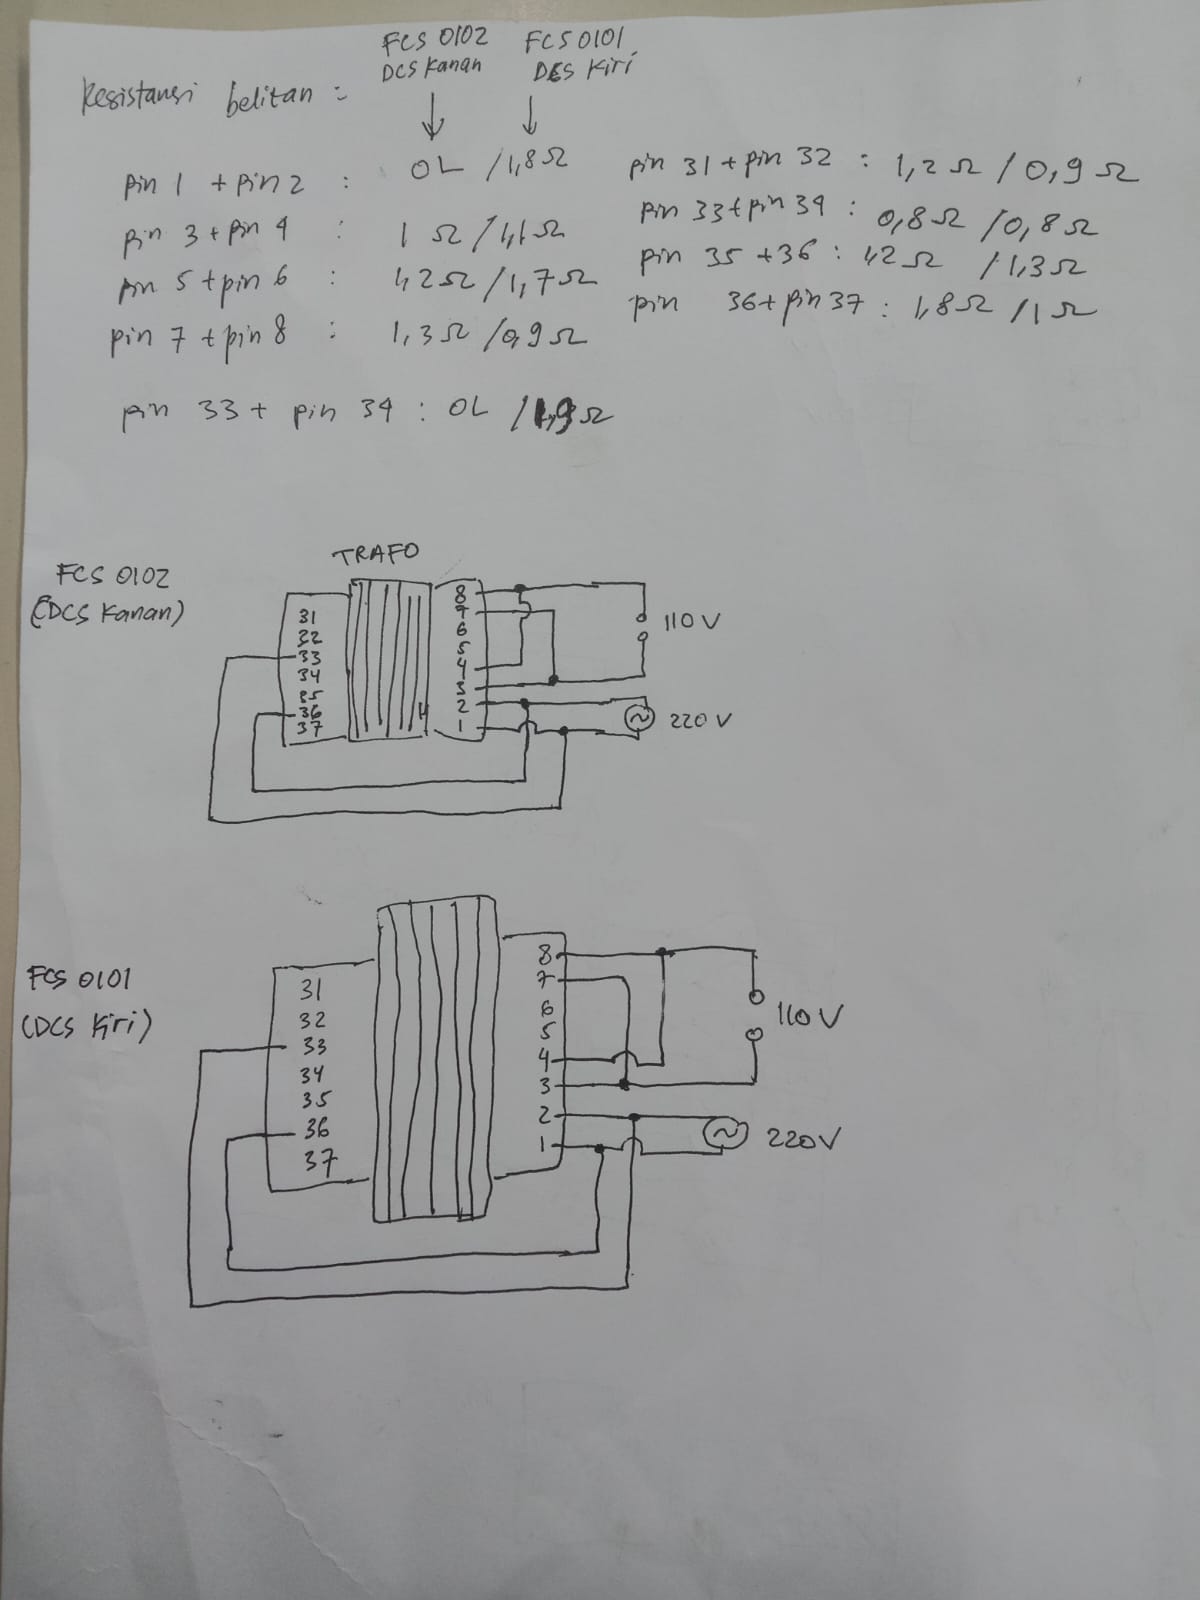 FCS 0102 FCS 0101
DCS Kanan DCS Kiri
Resistansi belitan :
pin 1 + pin 2 : OL / 1,8 Ω
pin 3 + pin 4 : 1 Ω / 1,1 Ω
pin 5 + pin 6 : 1,2 Ω / 1,7 Ω
pin 7 + pin 8 : 1,3 Ω / 0,9 Ω
pin 33 + pin 34 : OL / 1,9 Ω
pin 31 + pin 32 : 1,2 Ω / 0,9 Ω
pin 33 + pin 34 : 0,8 Ω / 0,8 Ω
pin 35 + 36 : 1,2 Ω / 1,3 Ω
pin 36 + pin 37 : 1,8 Ω / 1 Ω
TRAFO
FCS 0102
(DCS Kanan)
31
32
33
34
35
36
37
8
7
6
5
4
3
2
1
110 V
220 V
FCS 0101
(DCS Kiri)
31
32
33
34
35
36
37
8
7
6
5
4
3
2
1
110 V
220 V